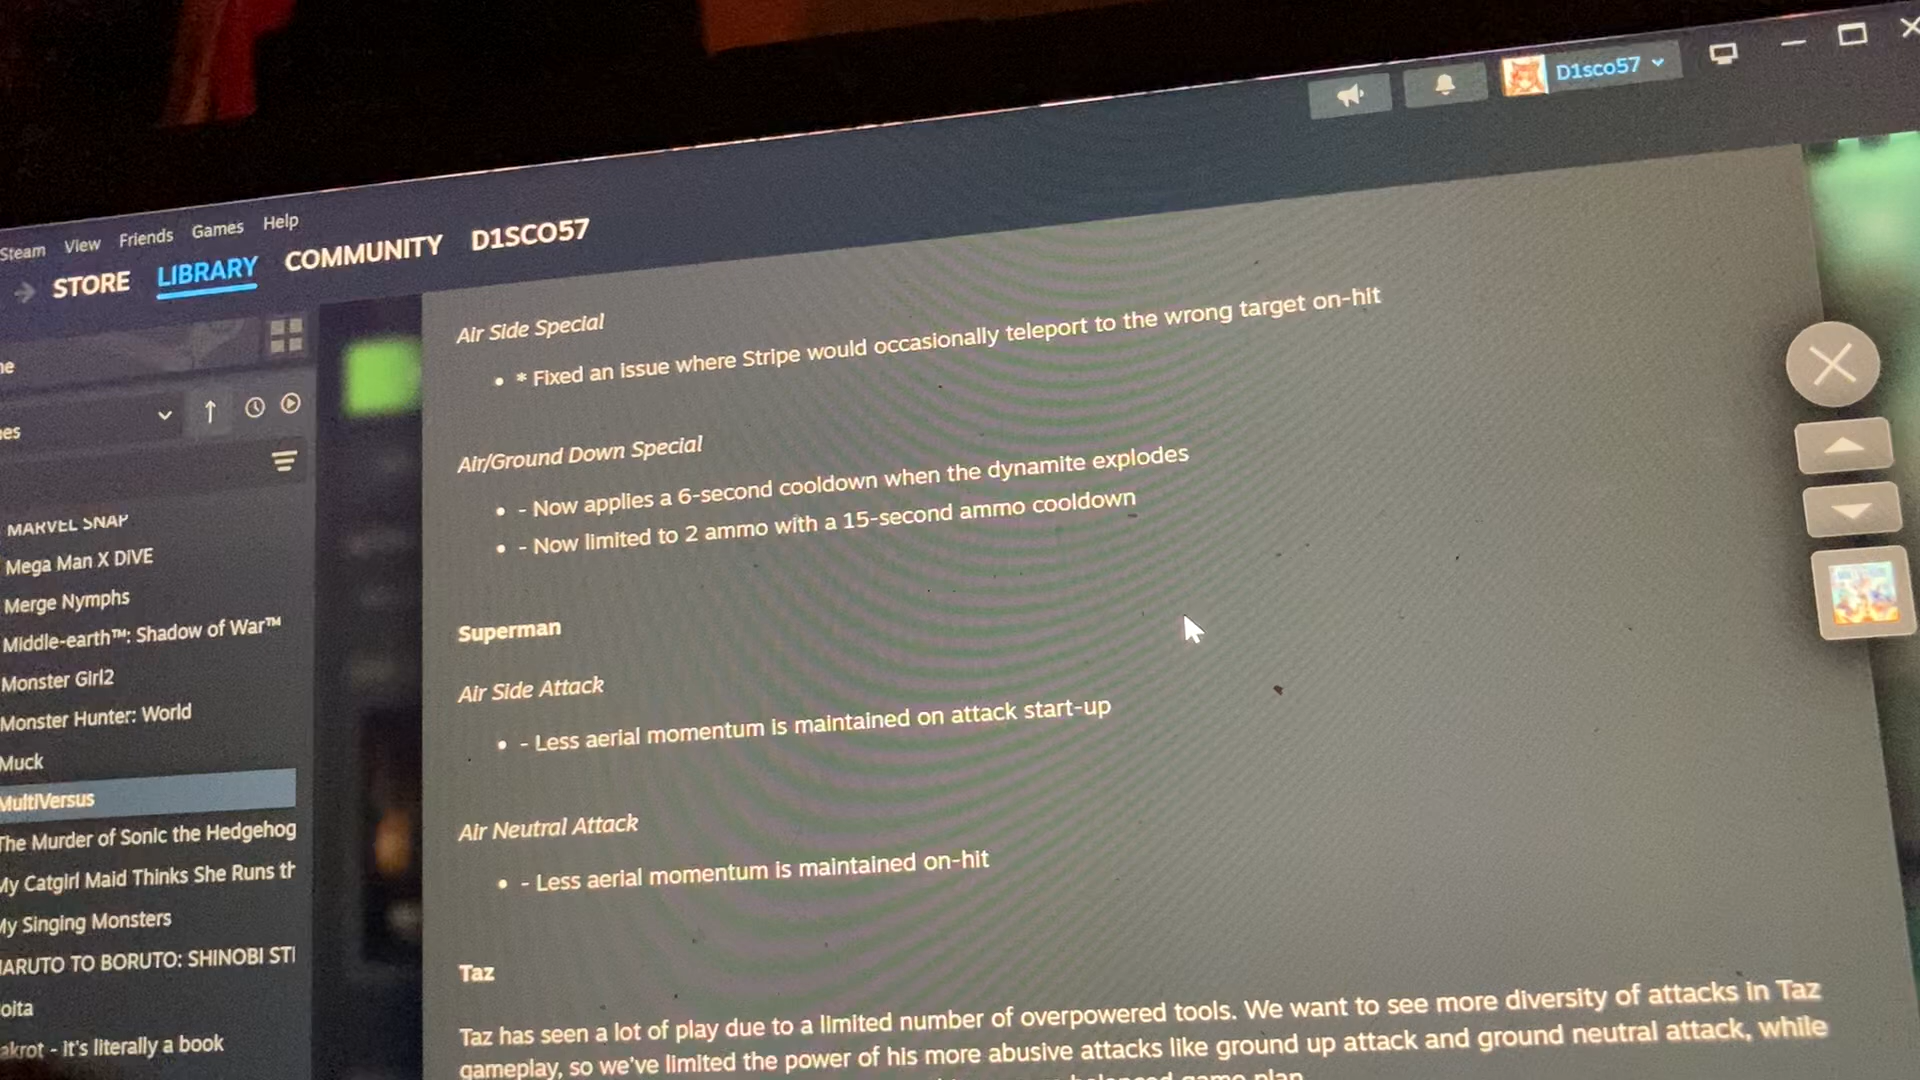 D1sco57
Steam View Friends Games Help
STORE LIBRARY COMMUNITY D1SCO57
Air Side Special
• * Fixed an issue where Stripe would occasionally teleport to the wrong target on-hit
Air/Ground Down Special
• - Now applies a 6-second cooldown when the dynamite explodes
• - Now limited to 2 ammo with a 15-second ammo cooldown
Superman
Air Side Attack
• - Less aerial momentum is maintained on attack start-up
Air Neutral Attack
• - Less aerial momentum is maintained on-hit
Taz
Taz has seen a lot of play due to a limited number of overpowered tools. We want to see more diversity of attacks in Taz
gameplay, so we've limited the power of his more abusive attacks like ground up attack and ground neutral attack, while
game plan
MARVEL SNAP
Mega Man X DiVE
Merge Nymphs
Middle-earth™: Shadow of War™
Monster Girl2
Monster Hunter: World
Muck
MultiVersus
The Murder of Sonic the Hedgehog
My Catgirl Maid Thinks She Runs th
My Singing Monsters
ARUTO TO BORUTO: SHINOBI STI
oita
akrot - it's literally a book